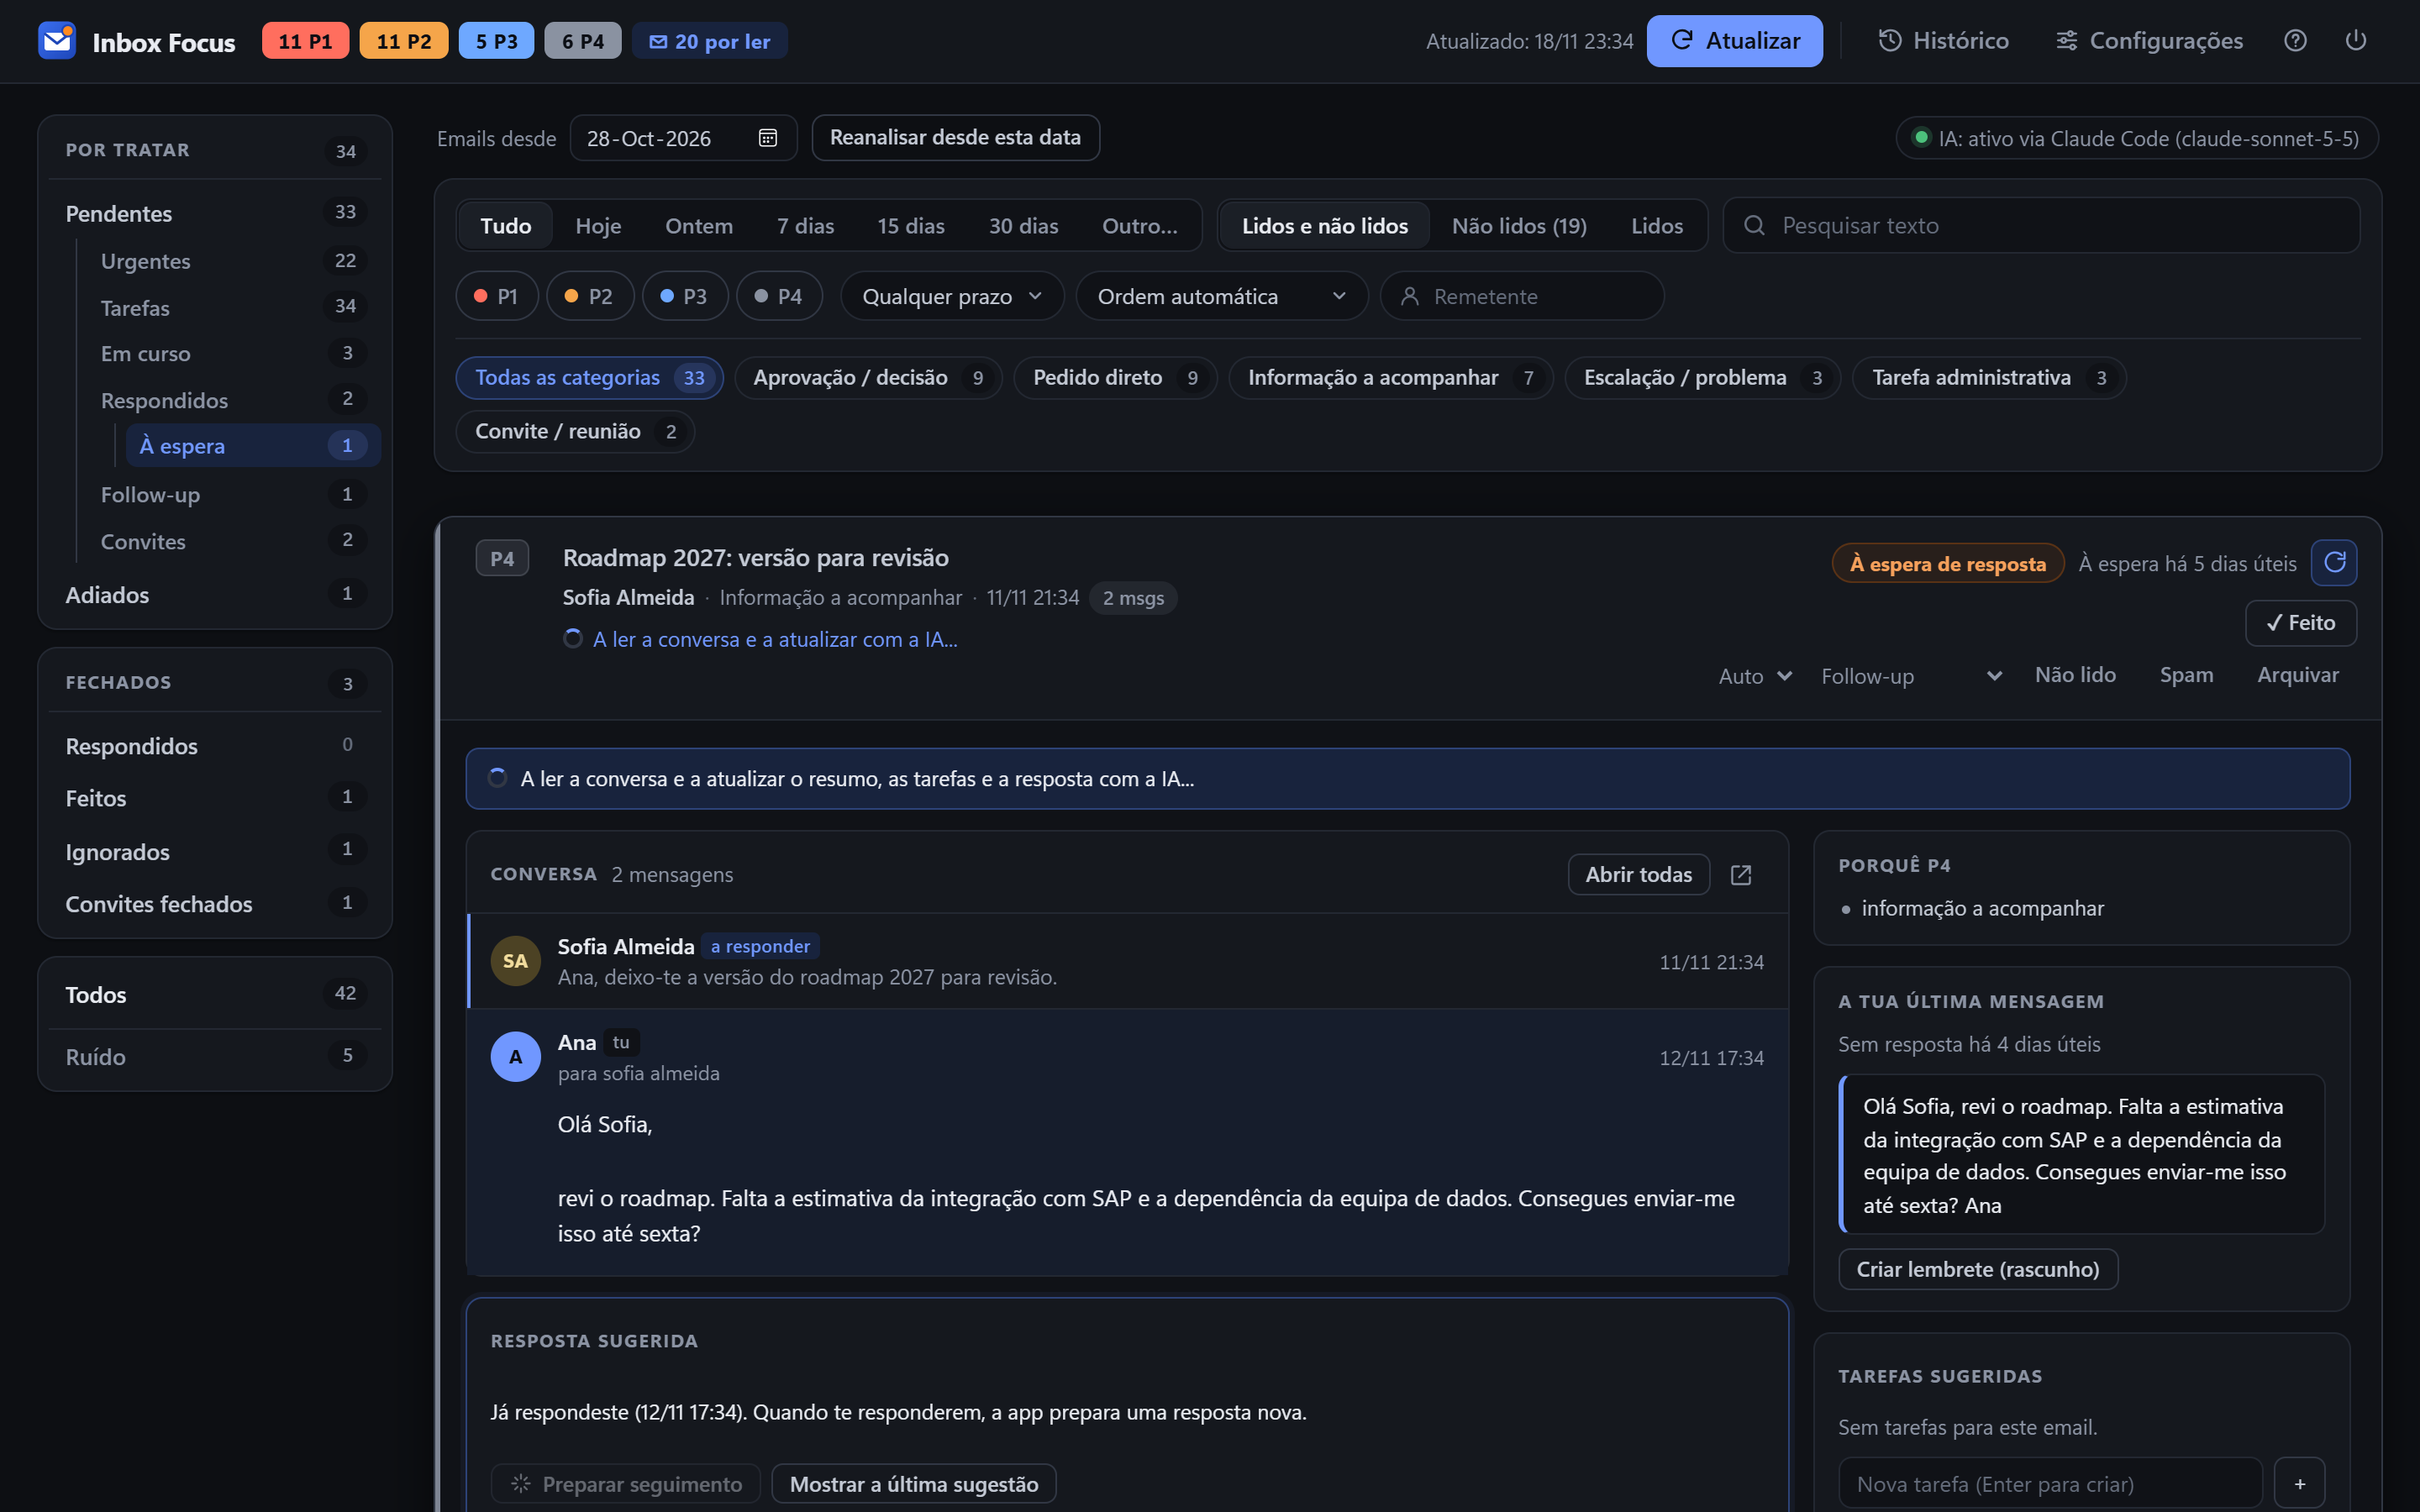 Inbox Focus
11 P1
11 P2
5 P3
6 P4
20 por ler
Atualizado: 18/11 23:34
Atualizar
Histórico
Configurações
POR TRATAR 34
Pendentes 33
Urgentes 22
Tarefas 34
Em curso 3
Respondidos 2
À espera 1
Follow-up 1
Convites 2
Adiados 1
FECHADOS 3
Respondidos 0
Feitos 1
Ignorados 1
Convites fechados 1
Todos 42
Ruído 5
Emails desde
28-Oct-2026
Reanalisar desde esta data
IA: ativo via Claude Code (claude-sonnet-5-5)
Tudo
Hoje
Ontem
7 dias
15 dias
30 dias
Outro...
Lidos e não lidos
Não lidos (19)
Lidos
Pesquisar texto
P1
P2
P3
P4
Qualquer prazo
Ordem automática
Remetente
Todas as categorias 33
Aprovação / decisão 9
Pedido direto 9
Informação a acompanhar 7
Escalação / problema 3
Tarefa administrativa 3
Convite / reunião 2
P4
Roadmap 2027: versão para revisão
Sofia Almeida · Informação a acompanhar · 11/11 21:34 2 msgs
A ler a conversa e a atualizar com a IA...
À espera de resposta
À espera há 5 dias úteis
✓ Feito
Auto
Follow-up
Não lido
Spam
Arquivar
A ler a conversa e a atualizar o resumo, as tarefas e a resposta com a IA...
CONVERSA 2 mensagens
Abrir todas
SA
Sofia Almeida a responder
Ana, deixo-te a versão do roadmap 2027 para revisão.
11/11 21:34
A
Ana tu
para sofia almeida
12/11 17:34
Olá Sofia,
revi o roadmap. Falta a estimativa da integração com SAP e a dependência da equipa de dados. Consegues enviar-me
isso até sexta?
RESPOSTA SUGERIDA
Já respondeste (12/11 17:34). Quando te responderem, a app prepara uma resposta nova.
Preparar seguimento
Mostrar a última sugestão
PORQUÊ P4
informação a acompanhar
A TUA ÚLTIMA MENSAGEM
Sem resposta há 4 dias úteis
Olá Sofia, revi o roadmap. Falta a estimativa
da integração com SAP e a dependência da
equipa de dados. Consegues enviar-me isso
até sexta? Ana
Criar lembrete (rascunho)
TAREFAS SUGERIDAS
Sem tarefas para este email.
Nova tarefa (Enter para criar)
+